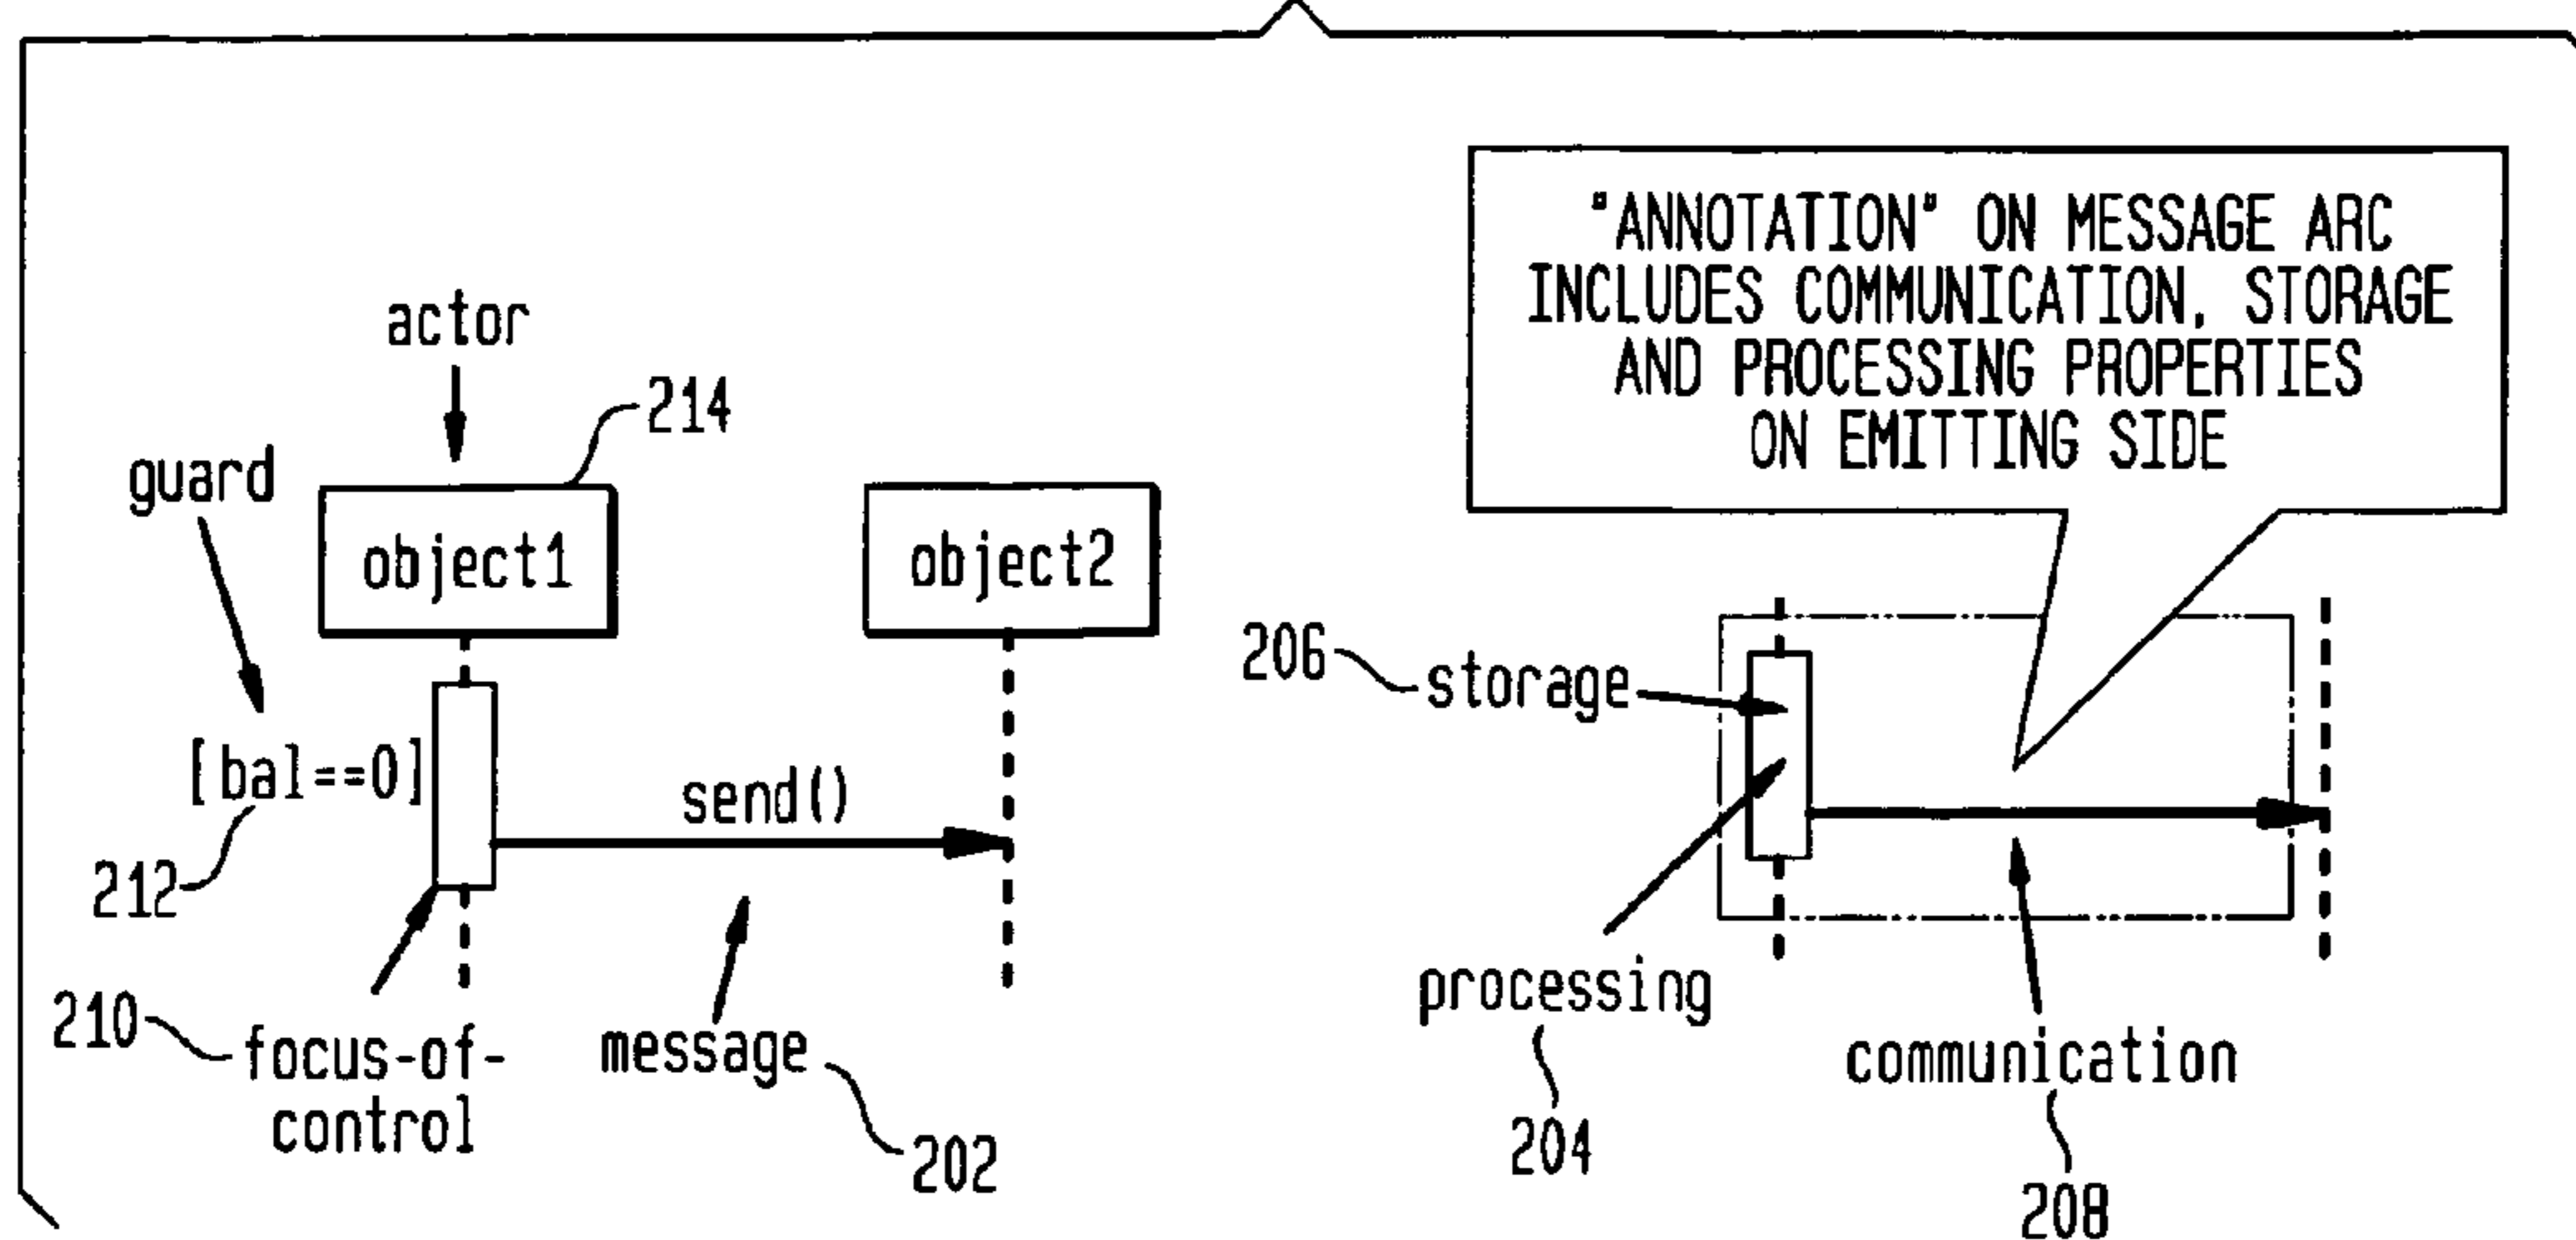 "ANNOTATION" ON MESSAGE ARC
INCLUDES COMMUNICATION, STORAGE
AND PROCESSING PROPERTIES
ON EMITTING SIDE
actor
214
guard
object1
object2
206
storage
[bal==0]
send()
212
210
focus-of-
control
message
202
processing
204
communication
208